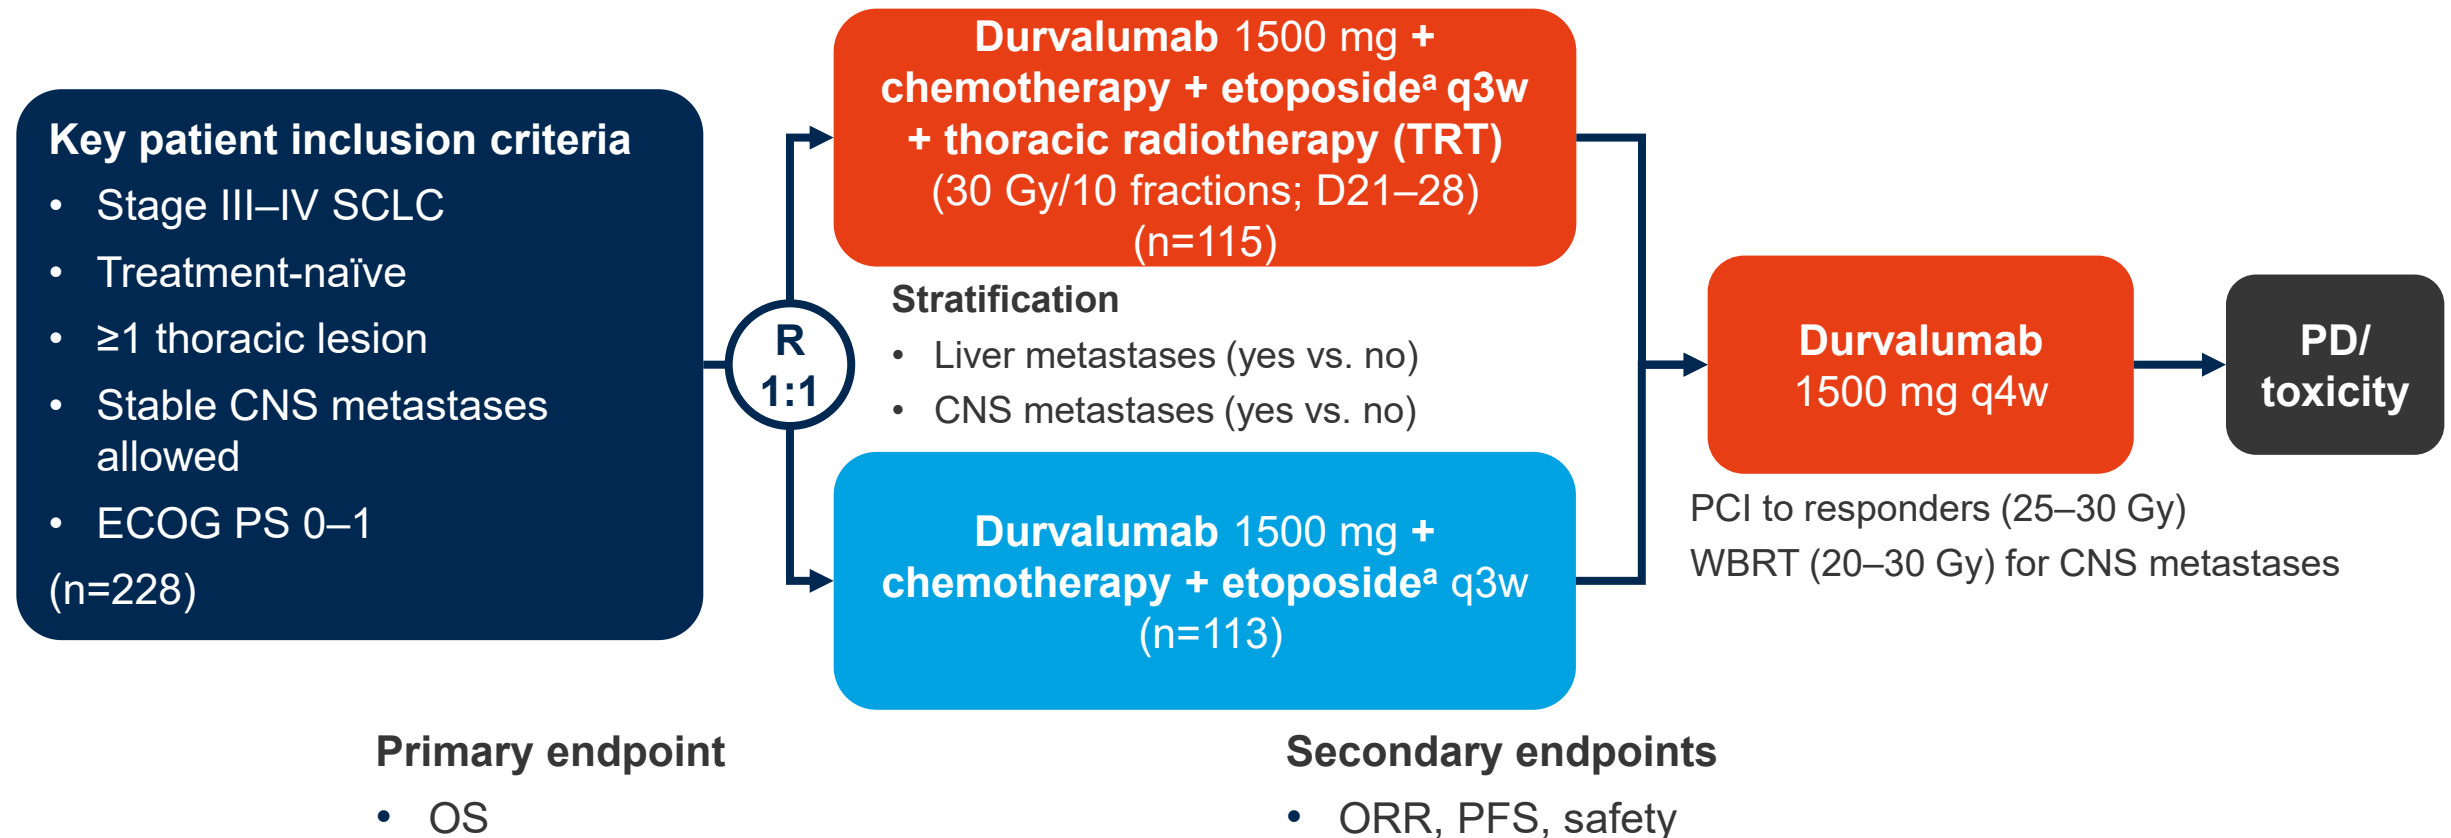 Key patient inclusion criteria
• Stage III–IV SCLC
• Treatment-naïve
• ≥1 thoracic lesion
• Stable CNS metastases
allowed
• ECOG PS 0–1
(n=228)
R
1:1
Durvalumab 1500 mg +
chemotherapy + etoposideᵃ q3w
+ thoracic radiotherapy (TRT)
(30 Gy/10 fractions; D21–28)
(n=115)
Stratification
• Liver metastases (yes vs. no)
• CNS metastases (yes vs. no)
Durvalumab 1500 mg +
chemotherapy + etoposideᵃ q3w
(n=113)
Durvalumab
1500 mg q4w
PD/
toxicity
PCI to responders (25–30 Gy)
WBRT (20–30 Gy) for CNS metastases
Primary endpoint
• OS
Secondary endpoints
• ORR, PFS, safety